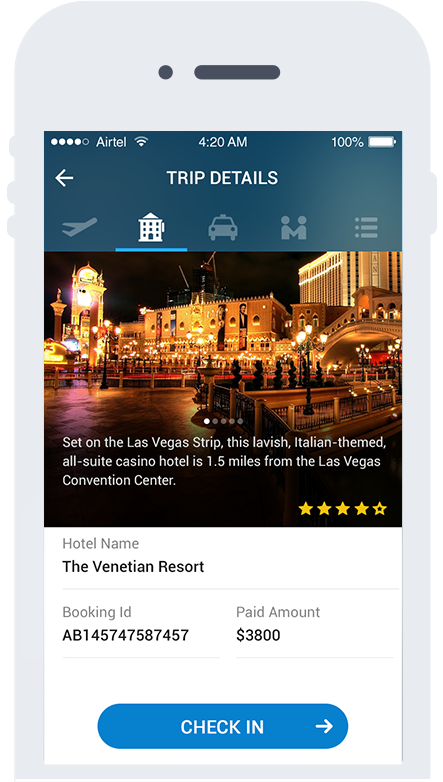 Airtel 4:20 AM 100%
TRIP DETAILS
Set on the Las Vegas Strip, this lavish, Italian-themed,
all-suite casino hotel is 1.5 miles from the Las Vegas
Convention Center.
Hotel Name
The Venetian Resort
Booking Id Paid Amount
AB145747587457 $3800
CHECK IN